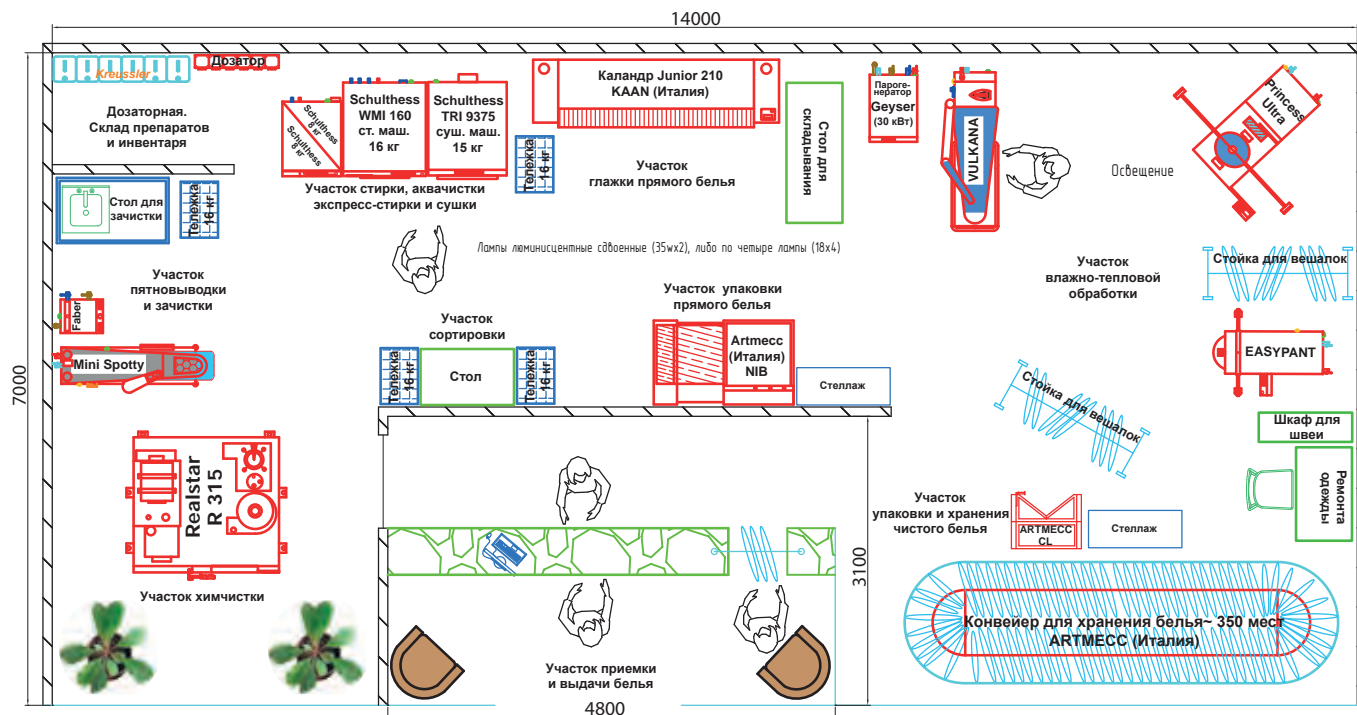 14000
7000
Kreussler
Дозатор
Дозаторная.
Склад препаратов
и инвентаря
Schulthess
8 кг
Schulthess
8 кг
Schulthess
WMI 160
ст. маш.
16 кг
Schulthess
TRI 9375
суш. маш.
15 кг
Участок стирки, аквачистки
экспресс-стирки и сушки
Каландр Junior 210
KAAN (Италия)
Тележка
16 кг
Участок
глажки прямого белья
Стол для
складывания
Пароге-
нератор
Geyser
(30 кВт)
VULKANA
Освещение
Princess
Ultra
Стол для
зачистки
Тележка
16 кг
Лампы люминисцентные сдвоенные (35wx2), либо по четыре лампы (18x4)
Участок
влажно-тепловой
обработки
Стойка для вешалок
Участок
пятновыводки
и зачистки
Faber
Mini Spotty
Участок
сортировки
Тележка
16 кг
Стол
Тележка
16 кг
Участок упаковки
прямого белья
Artmecc
(Италия)
NIB
Стеллаж
EASYPANT
Стойка для вешалок
Шкаф для
швеи
Ремонта
одежды
Realstar
R 315
Участок химчистки
Участок
упаковки и хранения
чистого белья
ARTMECC
CL
Стеллаж
3100
Конвейер для хранения белья~ 350 мест
ARTMECC (Италия)
Участок приемки
и выдачи белья
4800